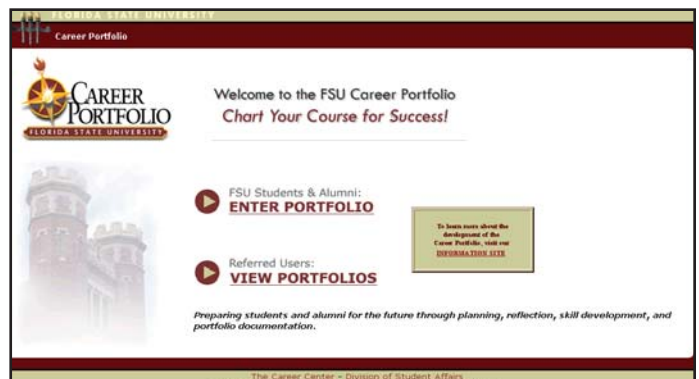 FLORIDA STATE UNIVERSITY
Career Portfolio
CAREER
PORTFOLIO
FLORIDA STATE UNIVERSITY
Welcome to the FSU Career Portfolio
Chart Your Course for Success!
FSU Students & Alumni:
ENTER PORTFOLIO
To learn more about the
development of the
Career Portfolio, visit our
INFORMATION SITE
Referred Users:
VIEW PORTFOLIOS
Preparing students and alumni for the future through planning, reflection, skill development, and
portfolio documentation.
The Career Center - Division of Student Affairs